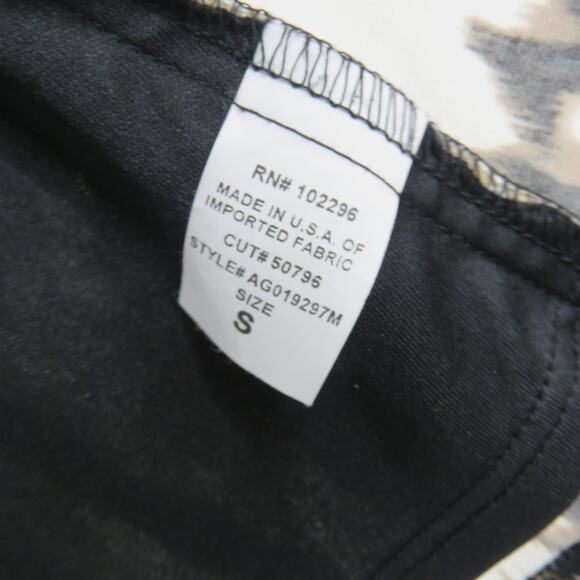 RN# 102296
MADE IN U.S.A. OF
IMPORTED FABRIC
CUT# 50796
STYLE# AG019297M
SIZE
S